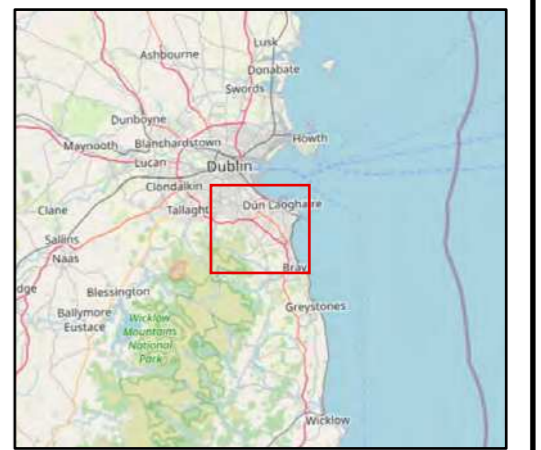 Lusk
Ashbourne
Donabate
Swords
Dunboyne
Maynooth
Blanchardstown
Howth
Lucan
Dublin
Clondalkin
Clane
Tallaght
Dún Laoghaire
Sallins
Naas
Bray
dge
Blessington
Greystones
Ballymore
Eustace
Wicklow
Mountains
National
Park
Wicklow